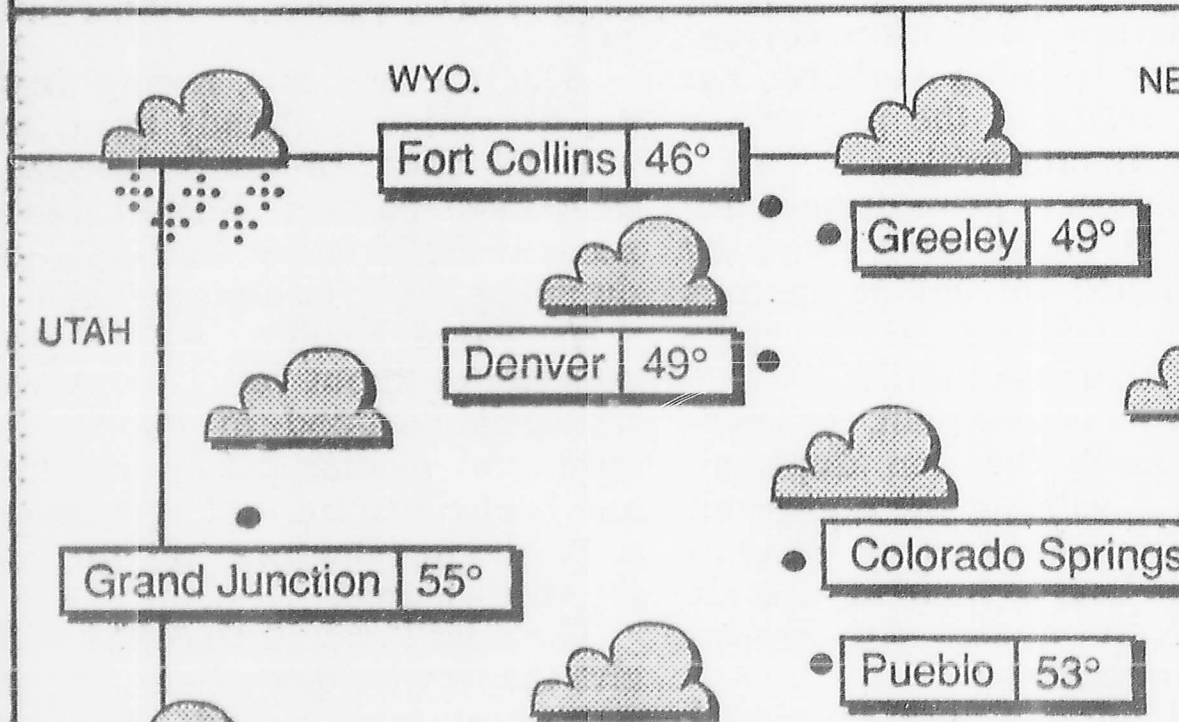 WYO.
NE
Fort Collins 46°
Greeley 49°
UTAH
Denver 49°
Colorado Springs
Grand Junction 55°
Pueblo 53°